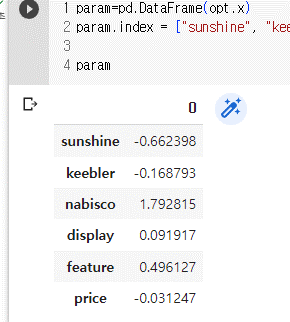 1 param=pd.DataFrame(opt.x)
2 param.index = ["sunshine", "kee
3
4 param
0
sunshine -0.662398
keebler -0.168793
nabisco 1.792815
display 0.091917
feature 0.496127
price -0.031247